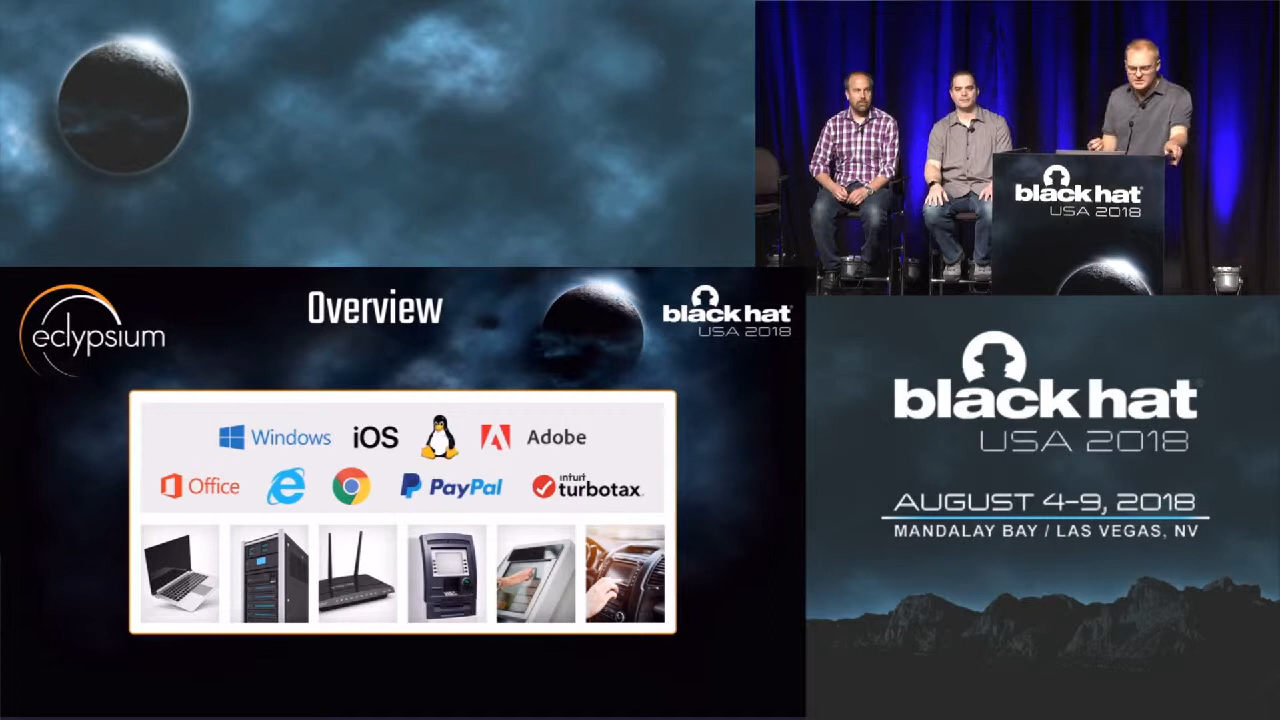 black hat
USA 2018
eclypsium
Overview
black hat
USA 2018
Windows iOS Adobe
Office PayPal intuit turbotax
black hat
USA 2018
AUGUST 4-9, 2018
MANDALAY BAY / LAS VEGAS, NV